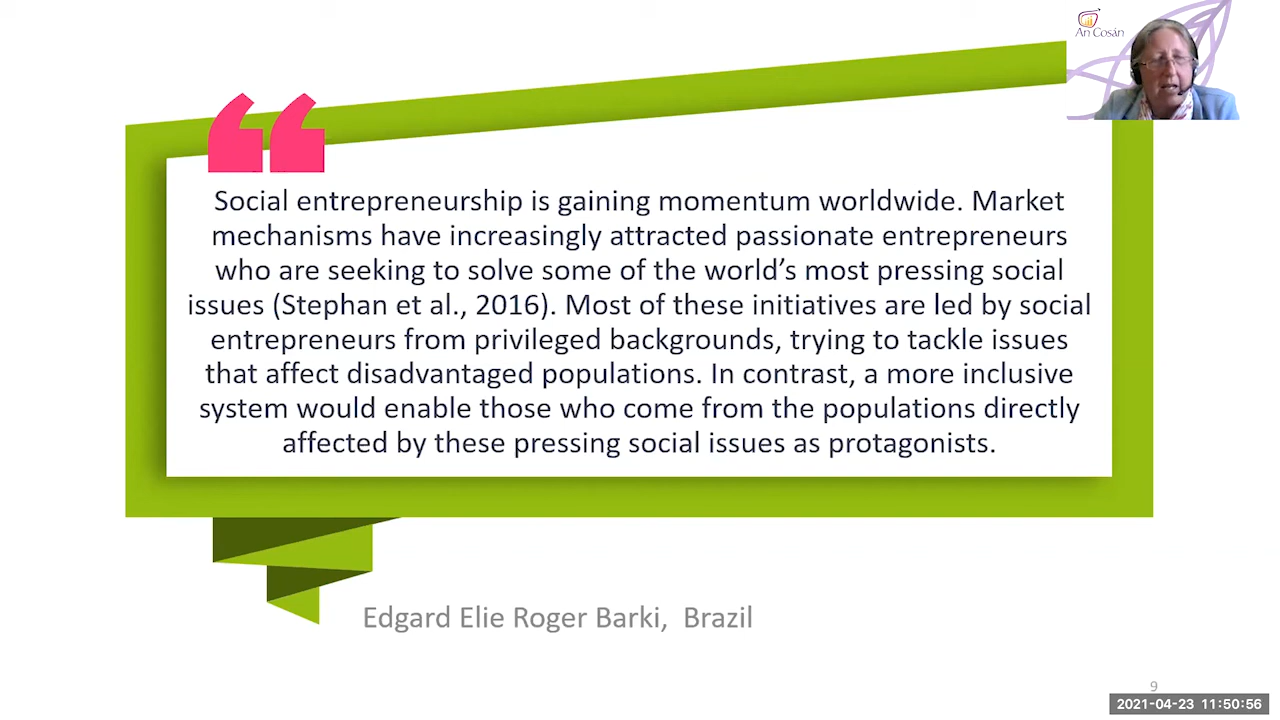 An Cosán
Social entrepreneurship is gaining momentum worldwide. Market
mechanisms have increasingly attracted passionate entrepreneurs
who are seeking to solve some of the world’s most pressing social
issues (Stephan et al., 2016). Most of these initiatives are led by social
entrepreneurs from privileged backgrounds, trying to tackle issues
that affect disadvantaged populations. In contrast, a more inclusive
system would enable those who come from the populations directly
affected by these pressing social issues as protagonists.
Edgard Elie Roger Barki,  Brazil
9
2021-04-23 11:50:56